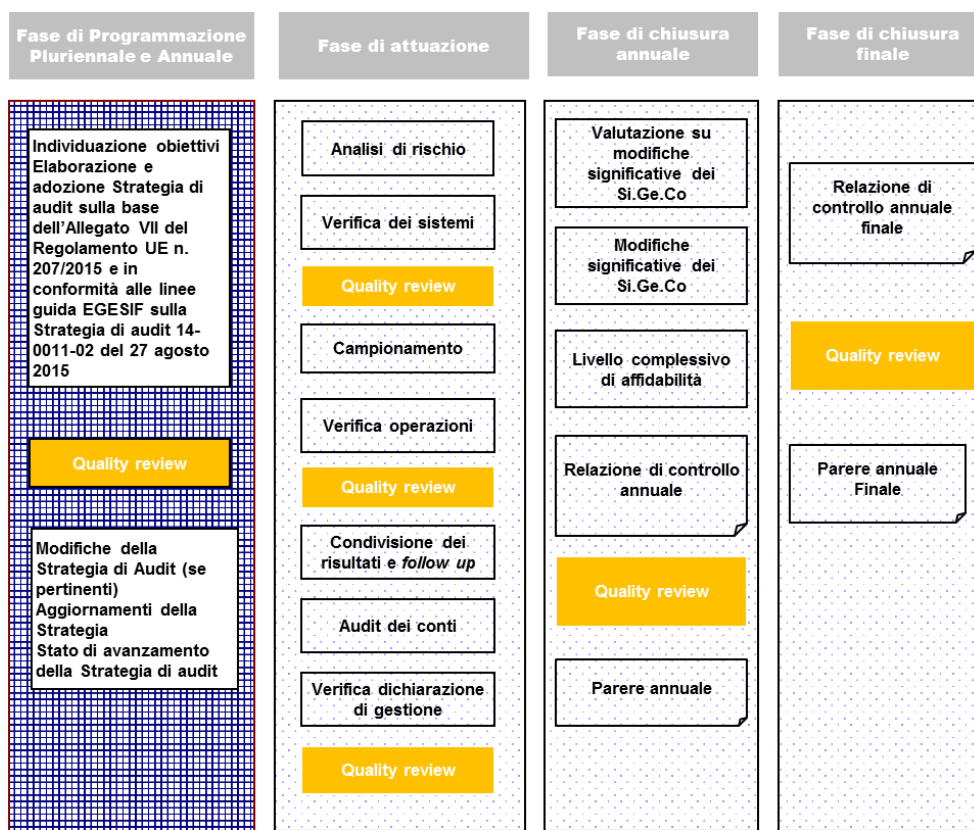 Fase di Programmazione
Pluriennale e Annuale
Individuazione obiettivi
Elaborazione e
adozione Strategia di
audit sulla base
dell'Allegato VII del
Regolamento UE n.
207/2015 e in
conformità alle linee
guida EGESIF sulla
Strategia di audit 14-
0011-02 del 27 agosto
2015
Quality review
Modifiche della
Strategia di Audit (se
pertinenti)
Aggiornamenti della
Strategia
Stato di avanzamento
della Strategia di audit
Fase di attuazione
Analisi di rischio
Verifica dei sistemi
Quality review
Campionamento
Verifica operazioni
Quality review
Condivisione dei
risultati e follow up
Audit dei conti
Verifica dichiarazione
di gestione
Quality review
Fase di chiusura
annuale
Valutazione su
modifiche
significative dei
Si.Ge.Co
Modifiche
significative dei
Si.Ge.Co
Livello complessivo
di affidabilità
Relazione di controllo
annuale
Quality review
Parere annuale
Fase di chiusura
finale
Relazione di
controllo annuale
finale
Quality review
Parere annuale
Finale